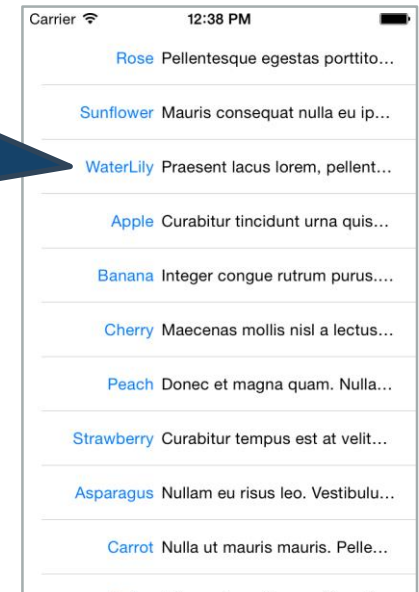 Carrier 12:38 PM
Rose Pellentesque egestas porttito…
Sunflower Mauris consequat nulla eu ip…
WaterLily Praesent lacus lorem, pellent…
Apple Curabitur tincidunt urna quis…
Banana Integer congue rutrum purus.…
Cherry Maecenas mollis nisl a lectus…
Peach Donec et magna quam. Nulla…
Strawberry Curabitur tempus est at velit…
Asparagus Nullam eu risus leo. Vestibulu…
Carrot Nulla ut mauris mauris. Pelle…